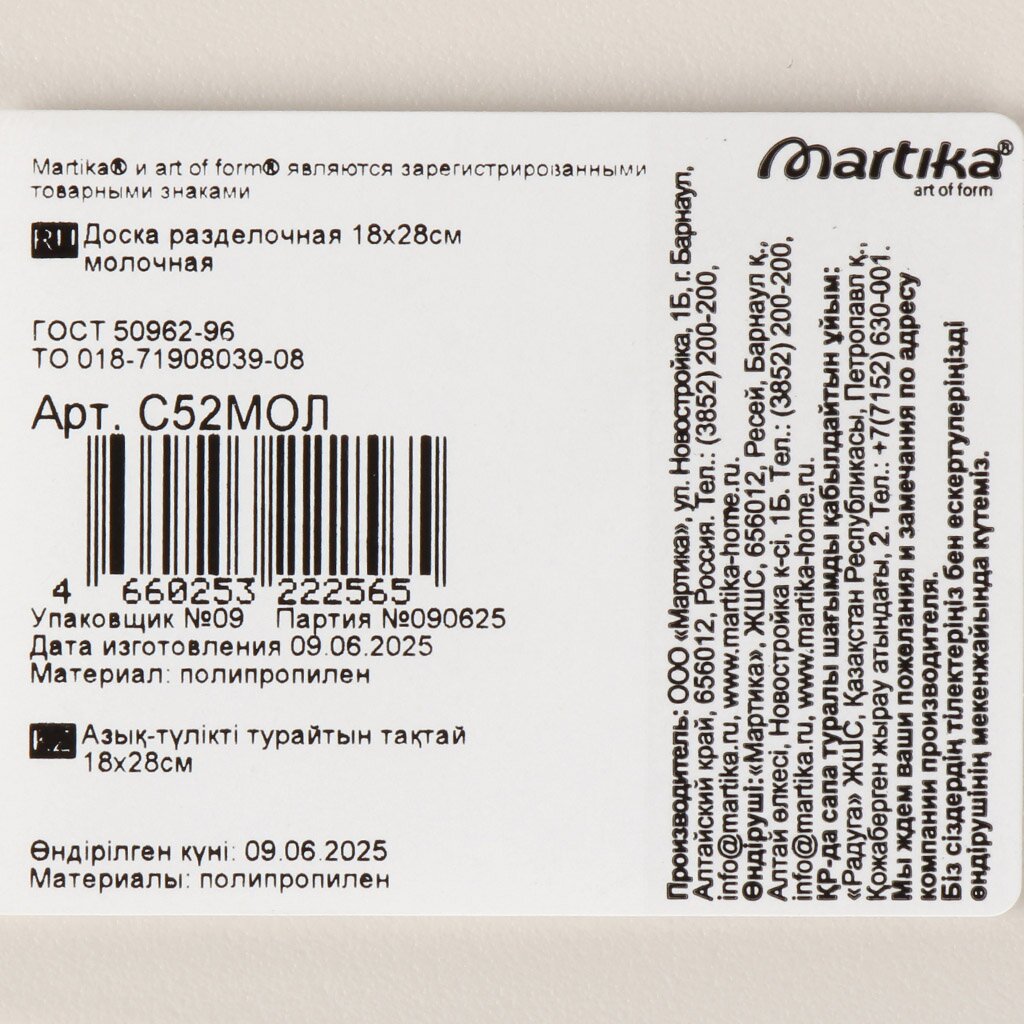 Martika® и art of form® являются зарегистрированными
товарными знаками
RU Доска разделочная 18х28см
молочная
ГОСТ 50962-96
ТО 018-71908039-08
Арт. С52МОЛ
4 660253 222565
Упаковщик №09 Партия №090625
Дата изготовления 09.06.2025
Материал: полипропилен
KZ Азық-түлікті турайтын тақтай
18х28см
Өндірілген күні: 09.06.2025
Материалы: полипропилен
Martika®
art of form
Производитель: ООО «Мартика», ул. Новостройка, 1Б, г. Барнаул,
Алтайский край, 656012, Россия. Тел.: (3852) 200-200,
info@martika.ru, www.martika-home.ru.
Өндіруші:«Мартика», ЖШС, 656012, Ресей, Барнаул қ.,
Алтай өлкесі, Новостройка к-сі, 1Б. Тел.: (3852) 200-200,
info@martika.ru www.martika-home.ru.
ҚР-да сапа туралы шағымды қабылдайтын ұйым:
«Радуга» ЖШС, Қазақстан Республикасы, Петропавл қ.,
Қожаберген жырау атындағы, 2. Тел.: +7(7152) 630-001.
Мы ждем ваши пожелания и замечания по адресу
компании производителя.
Біз сіздердің тілектеріңіз бен ескертулеріңізді
өндірушінің мекенжайында күтеміз.